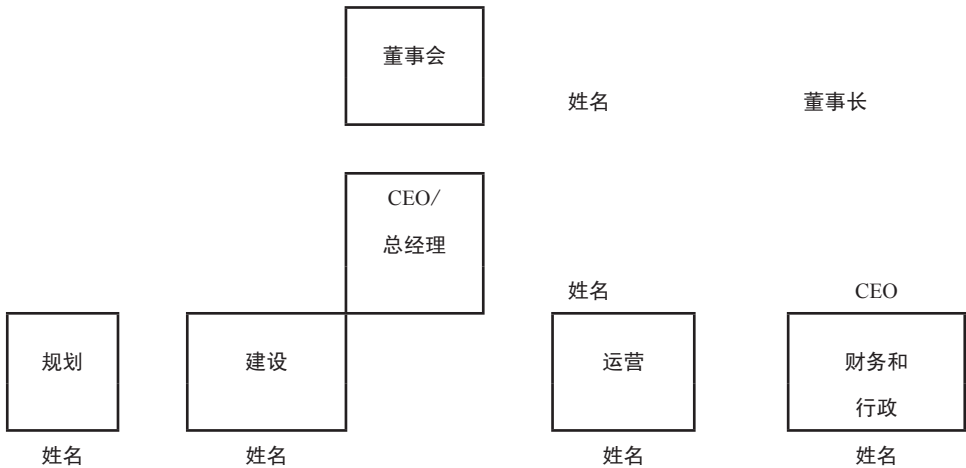 董事会
姓名 董事长
CEO/
总经理
姓名 CEO
规划 建设 运营 财务和
行政
姓名 姓名 姓名 姓名